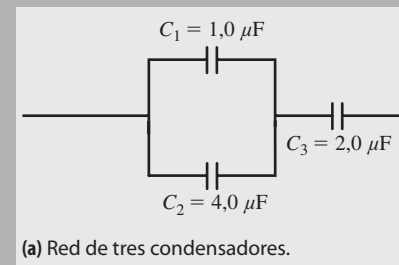 C₁ = 1,0 μF
C₃ = 2,0 μF
C₂ = 4,0 μF
(a) Red de tres condensadores.